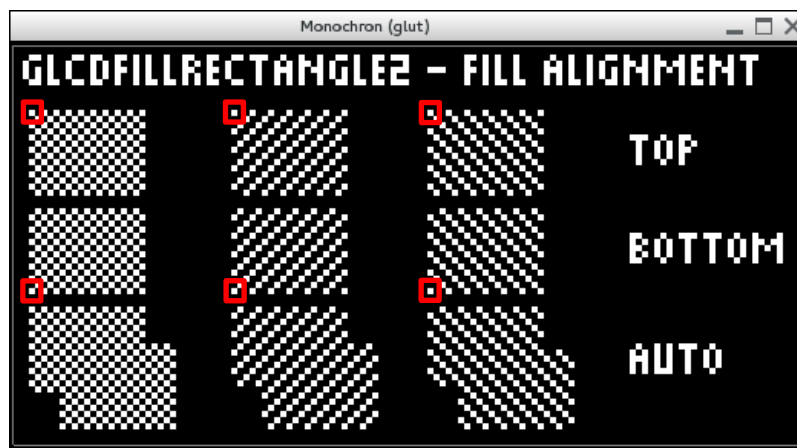 Monochron (glut)
GLCDFILLRECTANGLE2 - FILL ALIGNMENT
TOP
BOTTOM
AUTO